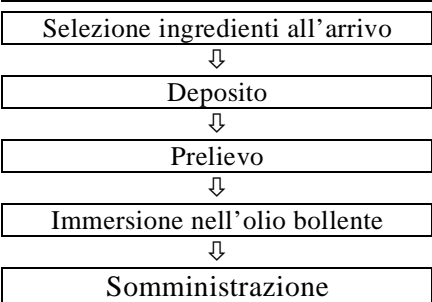 Selezione ingredienti all’arrivo
⇩
Deposito
⇩
Prelievo
⇩
Immersione nell’olio bollente
⇩
Somministrazione